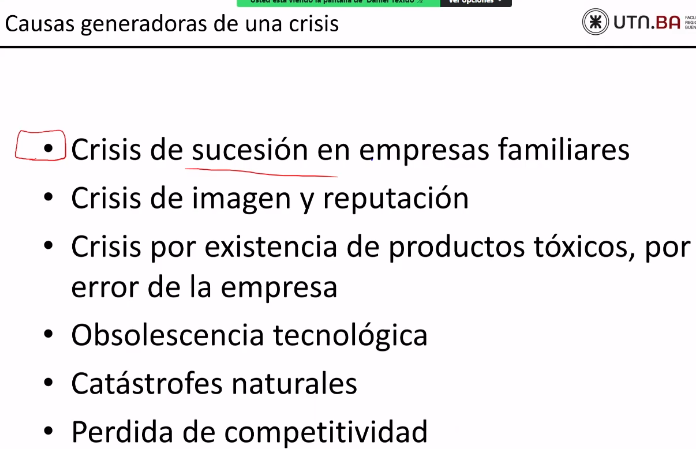 Usted está viendo la pantalla de Daniel Texido
Ver opciones
Causas generadoras de una crisis
UTN.BA
• Crisis de sucesión en empresas familiares
• Crisis de imagen y reputación
• Crisis por existencia de productos tóxicos, por
error de la empresa
• Obsolescencia tecnológica
• Catástrofes naturales
• Perdida de competitividad